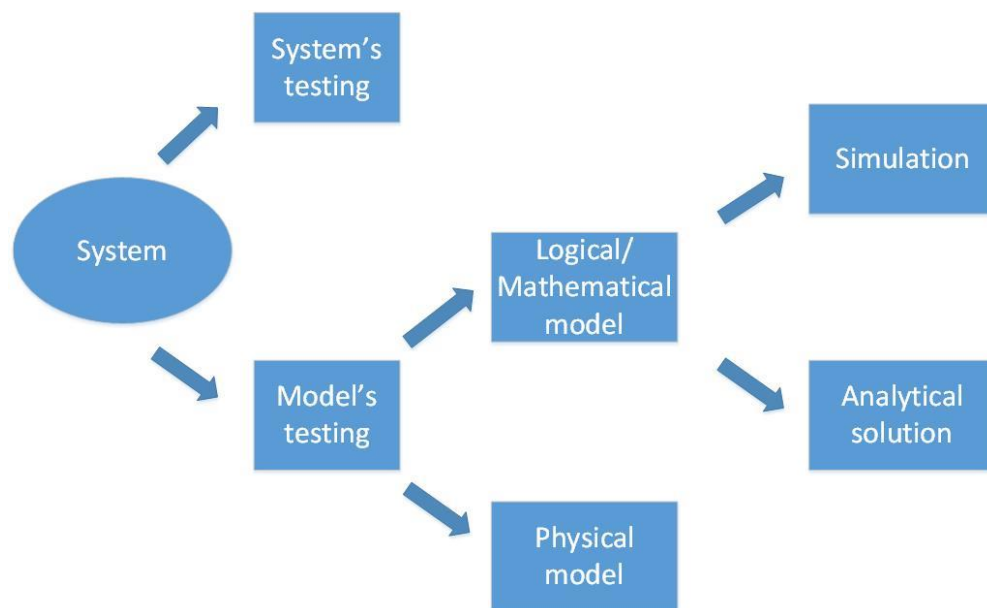 System's
testing
Simulation
System
Logical/
Mathematical
model
Model's
testing
Analytical
solution
Physical
model